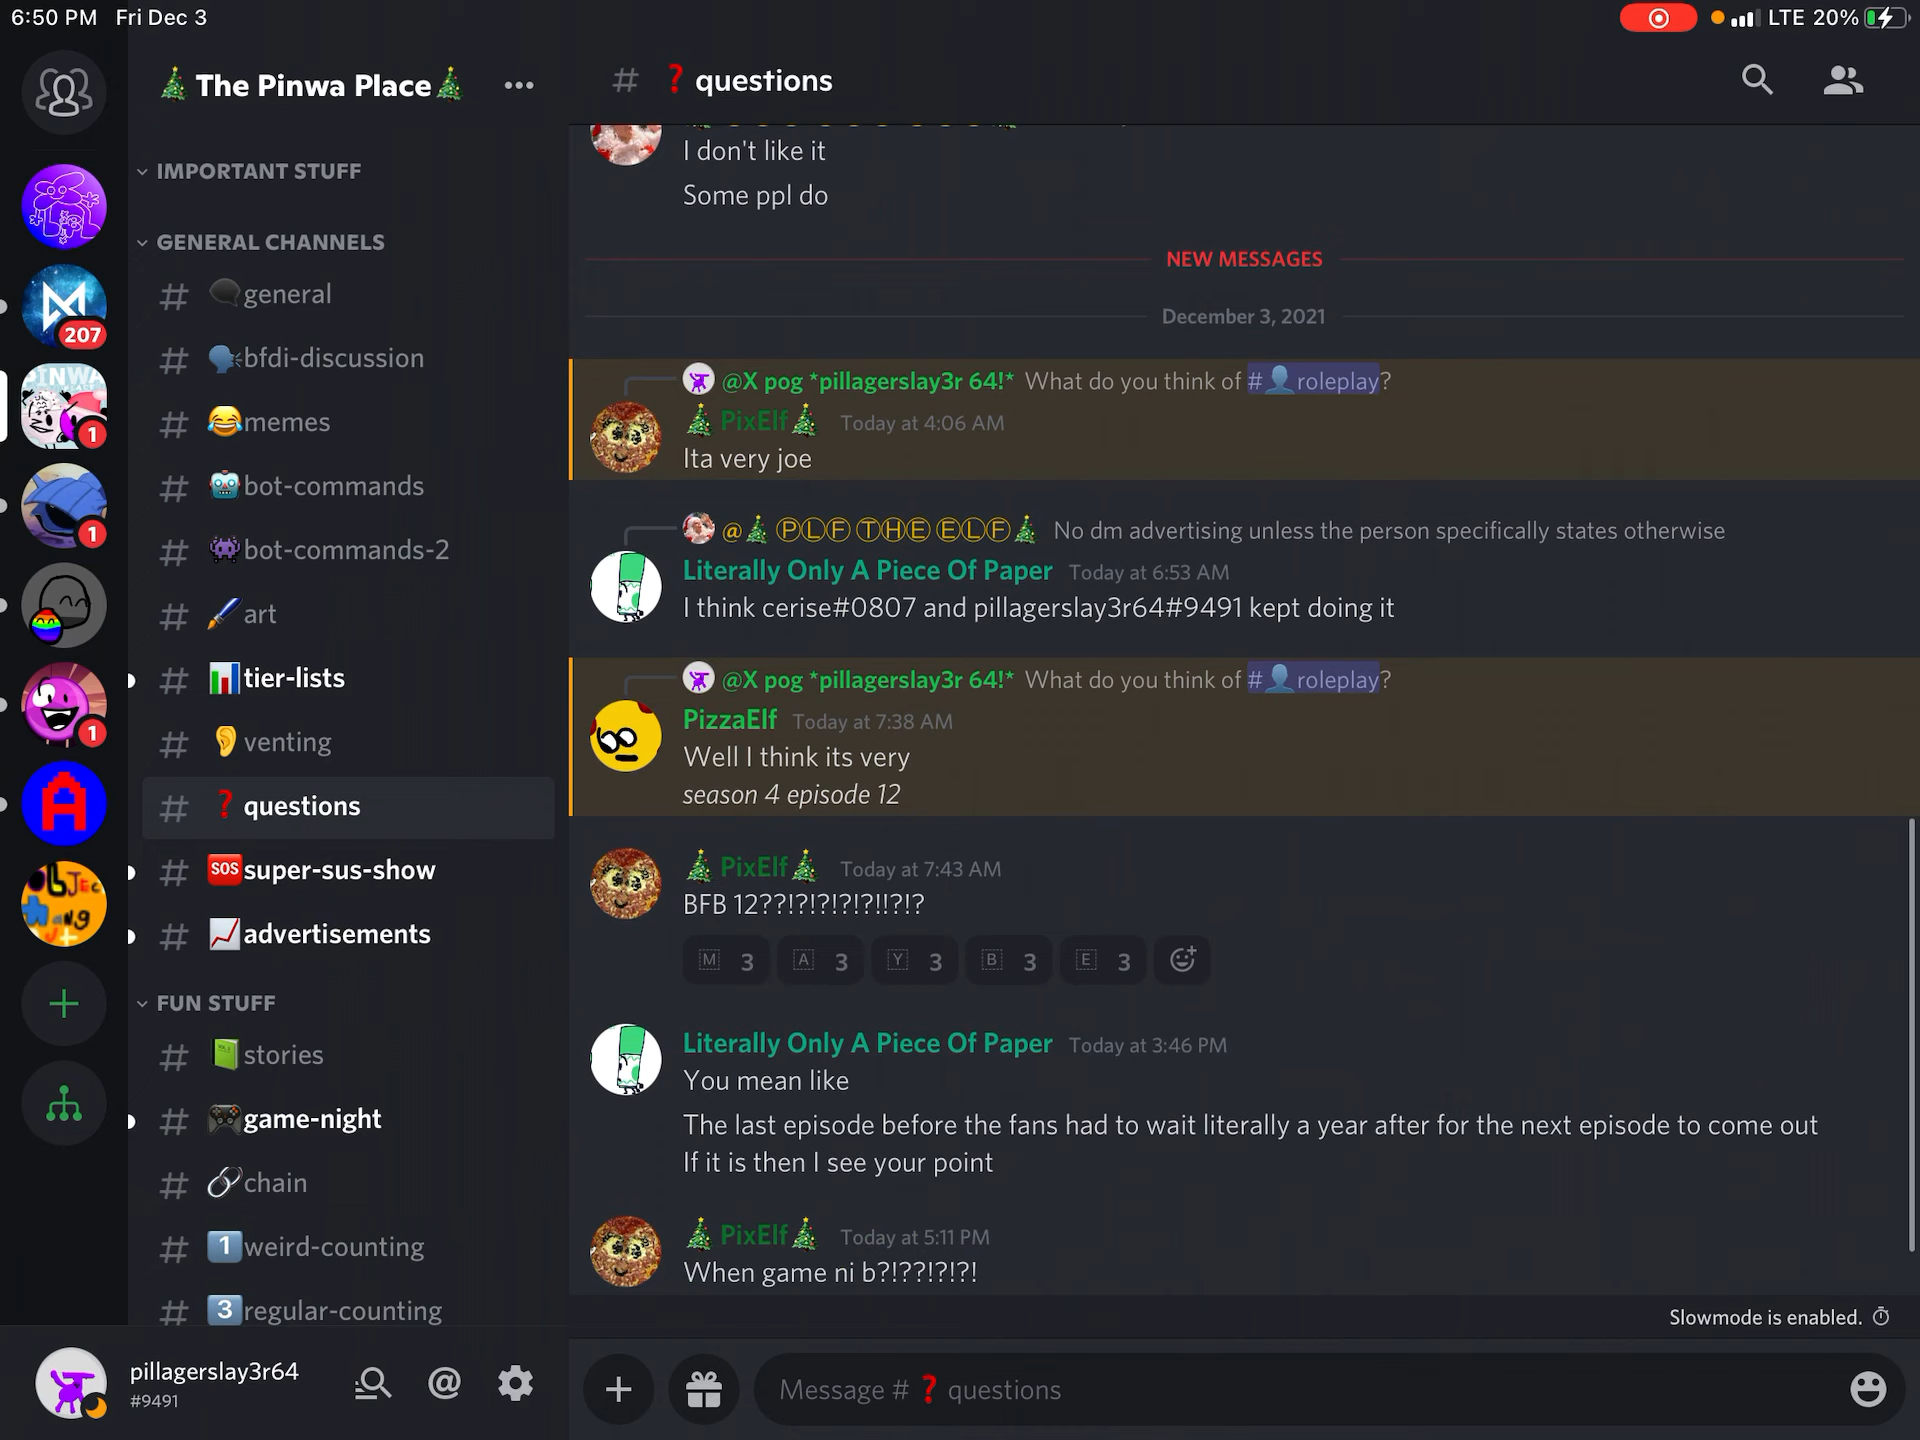 6:50 PM Fri Dec 3
LTE 20%
🎄 The Pinwa Place🎄
IMPORTANT STUFF
GENERAL CHANNELS
# 🗨general
# 🗣bfdi-discussion
# 😂memes
# 🤖bot-commands
# 👾bot-commands-2
# 🖌art
# 📊tier-lists
# 👂venting
# ❓questions
# 🆘super-sus-show
# 📈advertisements
FUN STUFF
# 📗stories
# 🎮game-night
# 🔗chain
# 1️⃣weird-counting
# 3️⃣regular-counting
207
PINWA
1
1
1
A
pillagerslay3r64
#9491
# ❓questions
I don't like it
Some ppl do
NEW MESSAGES
December 3, 2021
@X pog *pillagerslay3r 64!* What do you think of #👤roleplay?
🎄 PixElf🎄 Today at 4:06 AM
Ita very joe
@🎄 ⓅⓁⒻ ⓉⒽⒺ ⒺⓁⒻ🎄 No dm advertising unless the person specifically states otherwise
Literally Only A Piece Of Paper Today at 6:53 AM
I think cerise#0807 and pillagerslay3r64#9491 kept doing it
@X pog *pillagerslay3r 64!* What do you think of #👤roleplay?
PizzaElf Today at 7:38 AM
Well I think its very
season 4 episode 12
🎄 PixElf🎄 Today at 7:43 AM
BFB 12??!?!?!?!?!!?!?
M 3 A 3 Y 3 B 3 E 3
Literally Only A Piece Of Paper Today at 3:46 PM
You mean like
The last episode before the fans had to wait literally a year after for the next episode to come out
If it is then I see your point
🎄 PixElf🎄 Today at 5:11 PM
When game ni b?!??!?!?!
Slowmode is enabled.
Message # ❓ questions